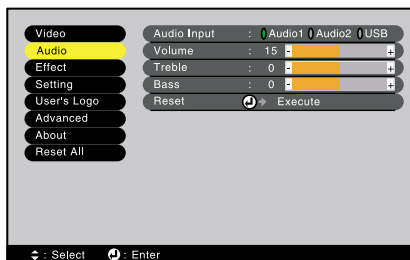 Video
Audio
Effect
Setting
User's Logo
Advanced
About
Reset All
Audio Input : Audio1 Audio2 USB
Volume : 15 - +
Treble : 0 - +
Bass : 0 - +
Reset Execute
: Select : Enter